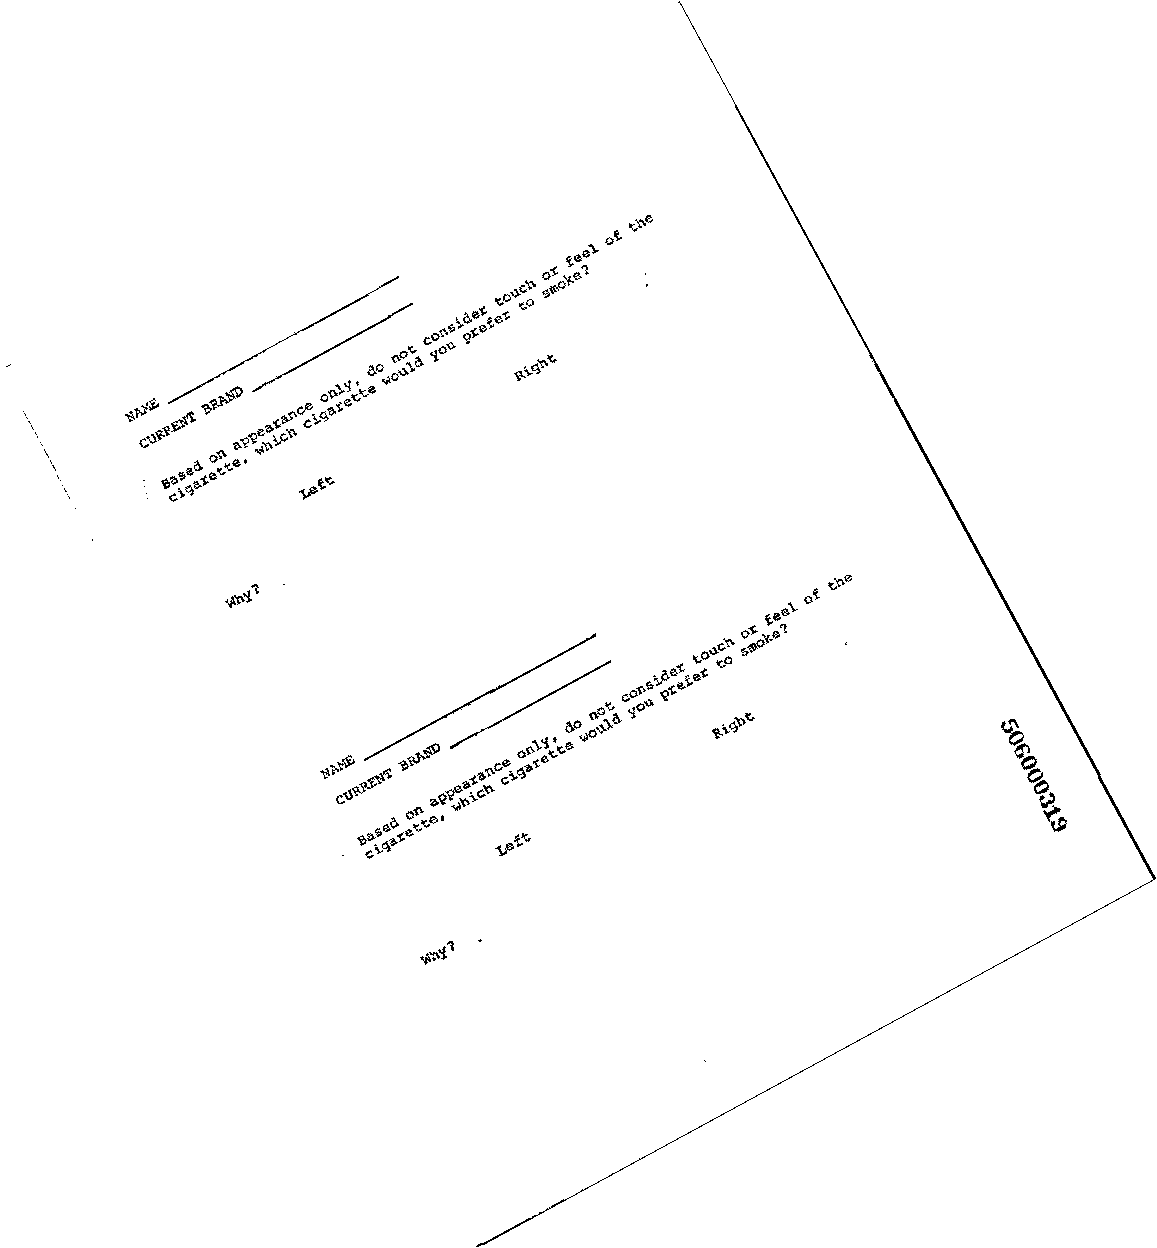 NAME
CURRENT BRAND
Based on appearance only, do not consider touch or feel of the
cigarette, which cigarette would you prefer to smoke?
Left Right
Why?
NAME
CURRENT BRAND
Based on appearance only, do not consider touch or feel of the
cigarette, which cigarette would you prefer to smoke?
Left Right
Why?
506000319